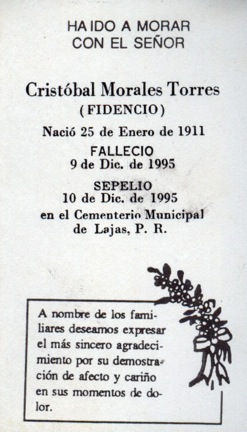 HA IDO A MORAR
CON EL SEÑOR
Cristóbal Morales Torres
(FIDENCIO)
Nació 25 de Enero de 1911
FALLECIO
9 de Dic. de 1995
SEPELIO
10 de Dic. de 1995
en el Cementerio Municipal
de Lajas, P. R.
A nombre de los fami-
liares deseamos expresar
el más sincero agradeci-
miento por su demostra-
ción de afecto y cariño
en sus momentos de do-
lor.